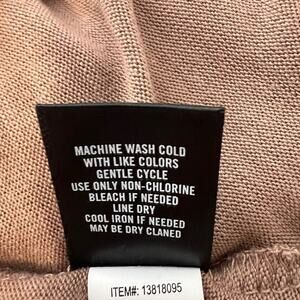 MACHINE WASH COLD
WITH LIKE COLORS
GENTLE CYCLE
USE ONLY NON-CHLORINE
BLEACH IF NEEDED
LINE DRY
COOL IRON IF NEEDED
MAY BE DRY CLANED
ITEM#: 13818095